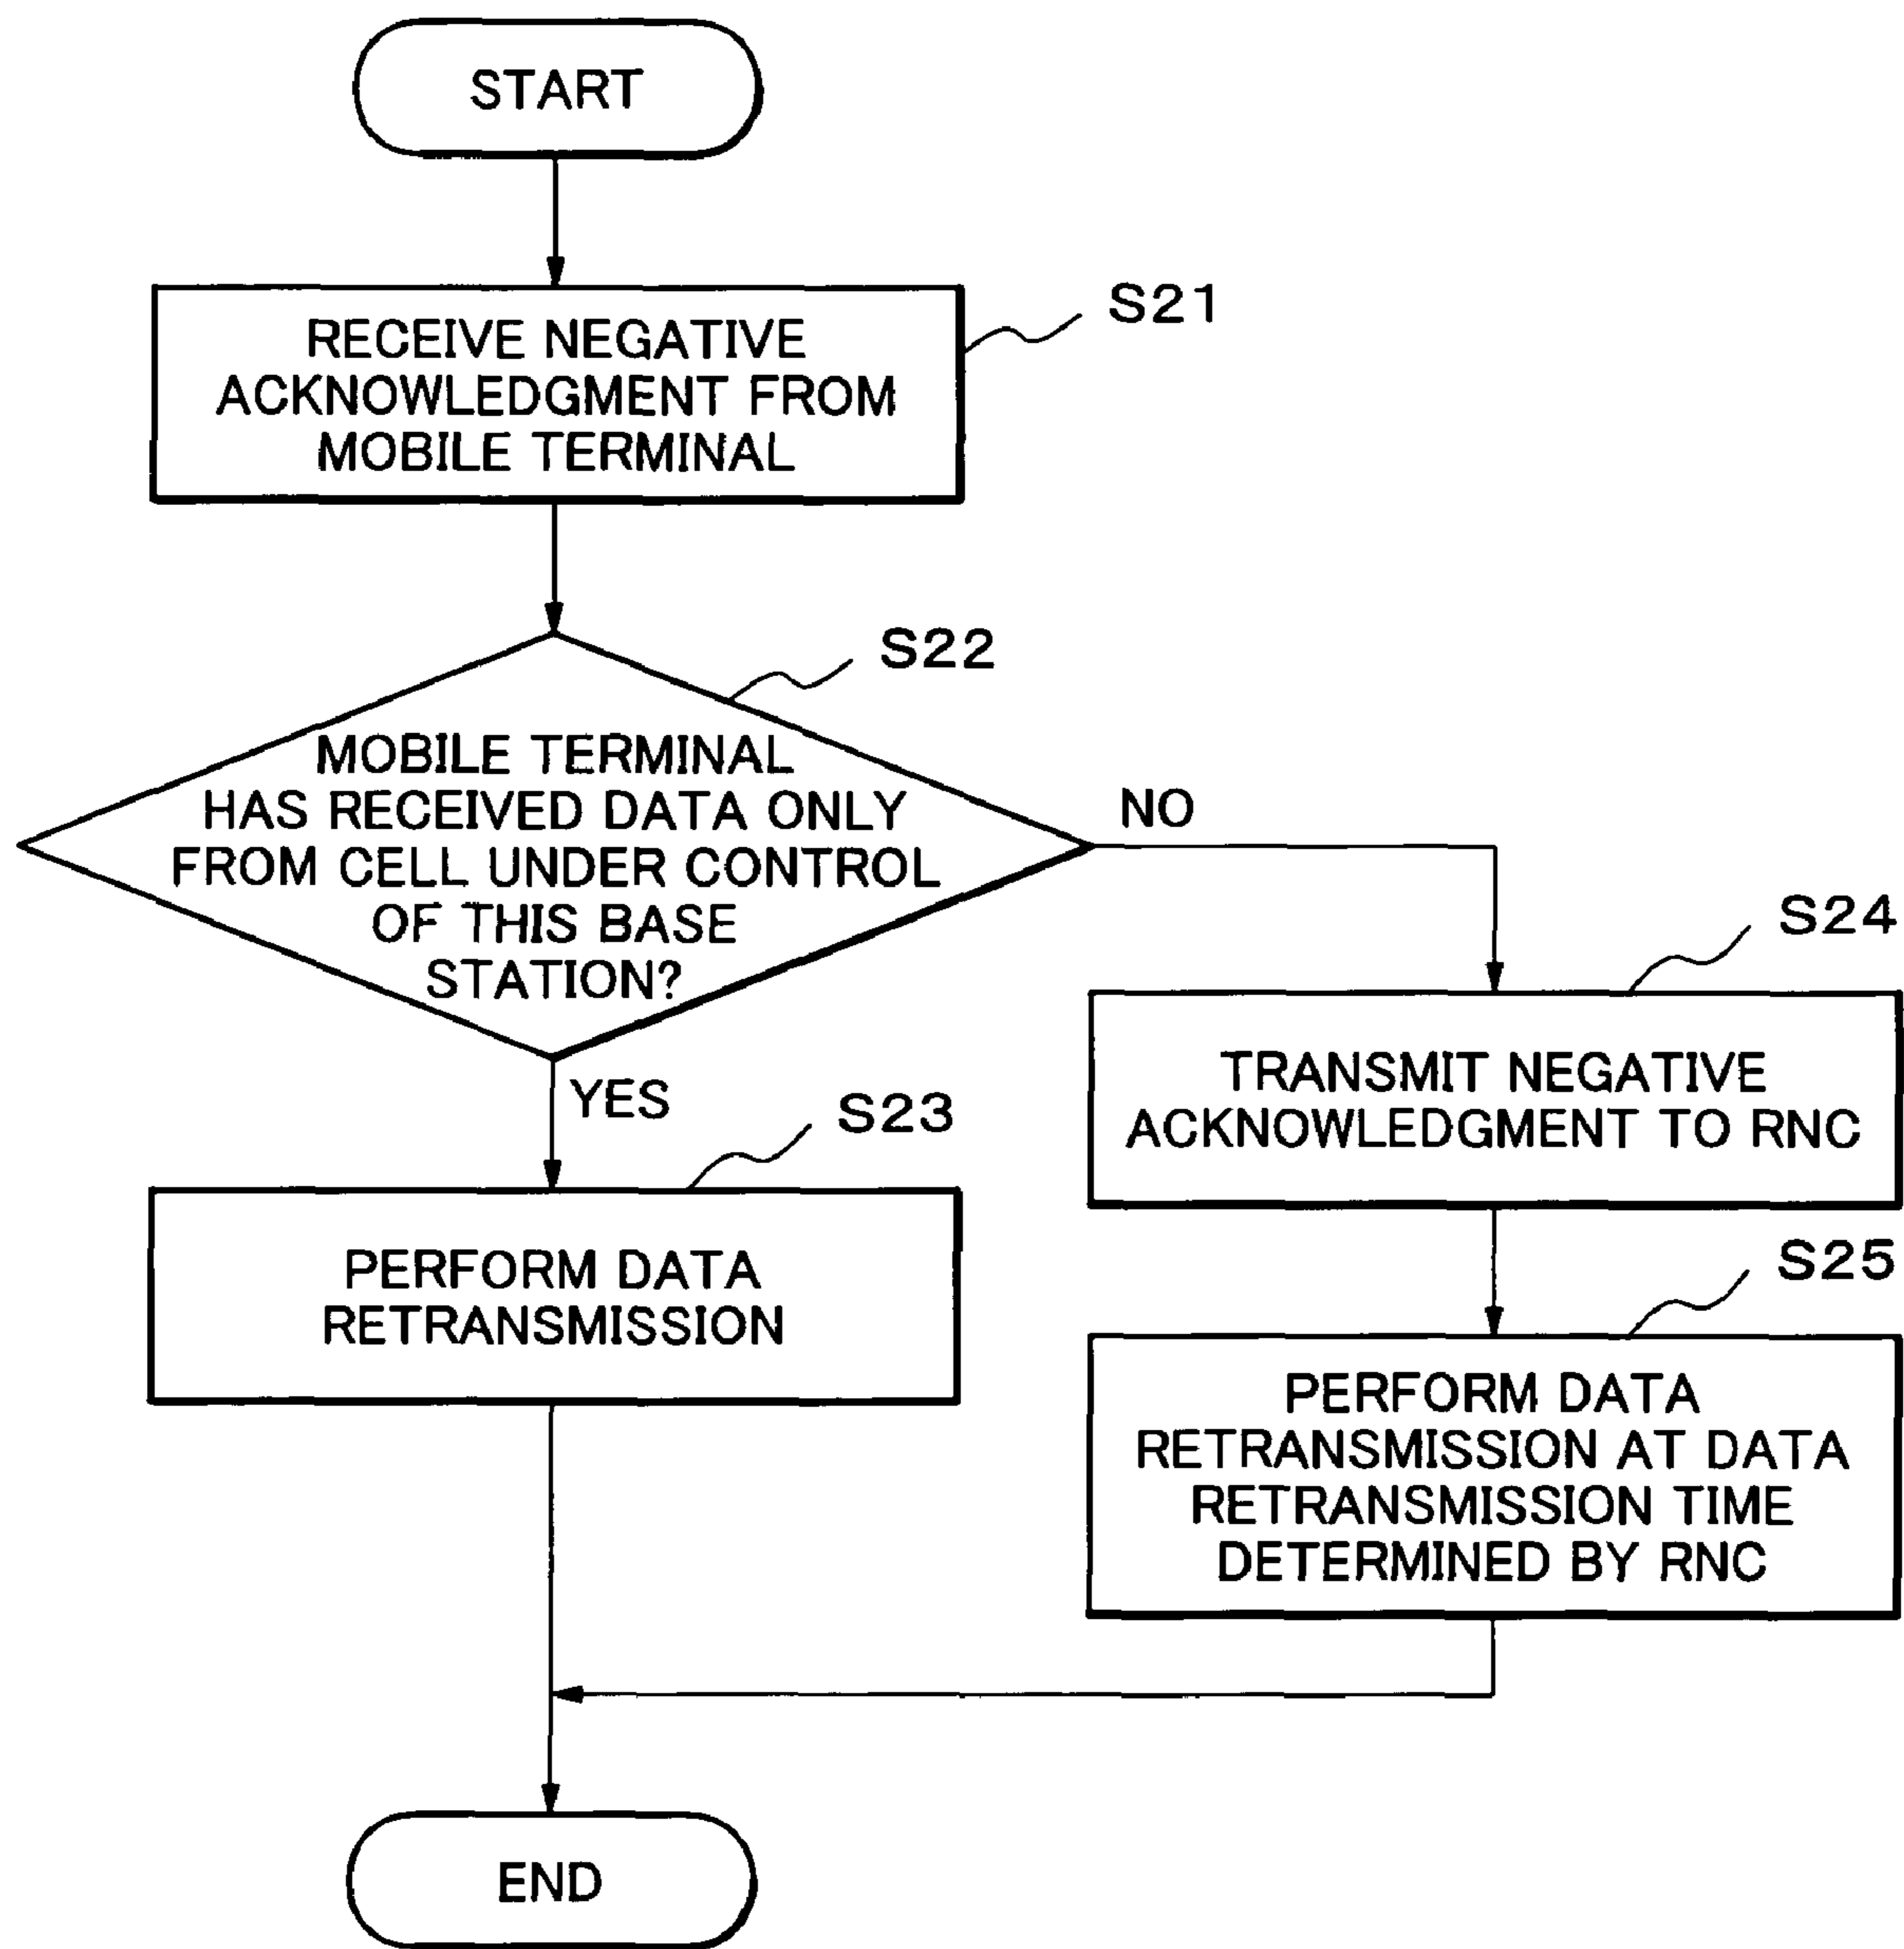 START
S21
RECEIVE NEGATIVE
ACKNOWLEDGMENT FROM
MOBILE TERMINAL
S22
MOBILE TERMINAL
HAS RECEIVED DATA ONLY
FROM CELL UNDER CONTROL
OF THIS BASE
STATION?
NO
YES
S23
PERFORM DATA
RETRANSMISSION
S24
TRANSMIT NEGATIVE
ACKNOWLEDGMENT TO RNC
S25
PERFORM DATA
RETRANSMISSION AT DATA
RETRANSMISSION TIME
DETERMINED BY RNC
END